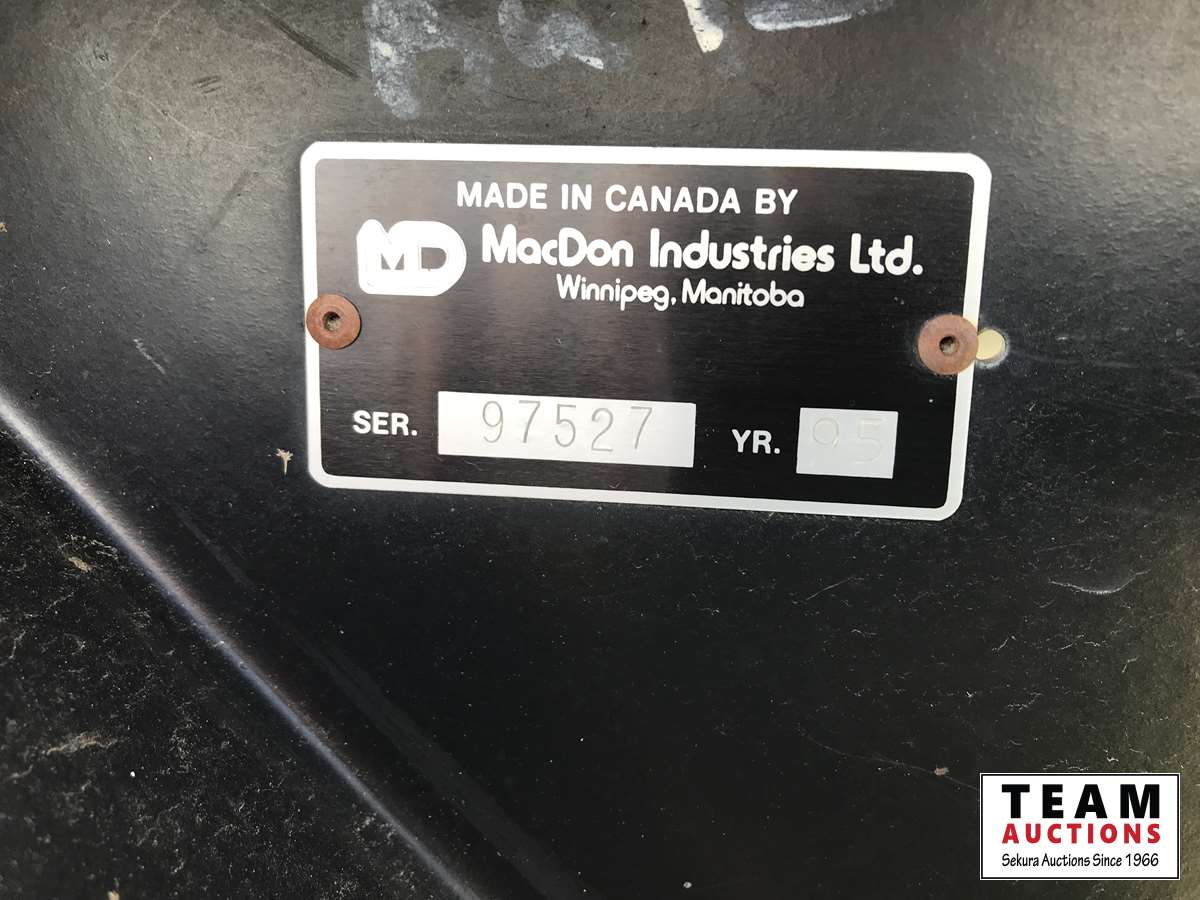 MADE IN CANADA BY
MD MacDon Industries Ltd.
Winnipeg, Manitoba
SER. 97527 YR. 95
TEAM
AUCTIONS
Sekura Auctions Since 1966